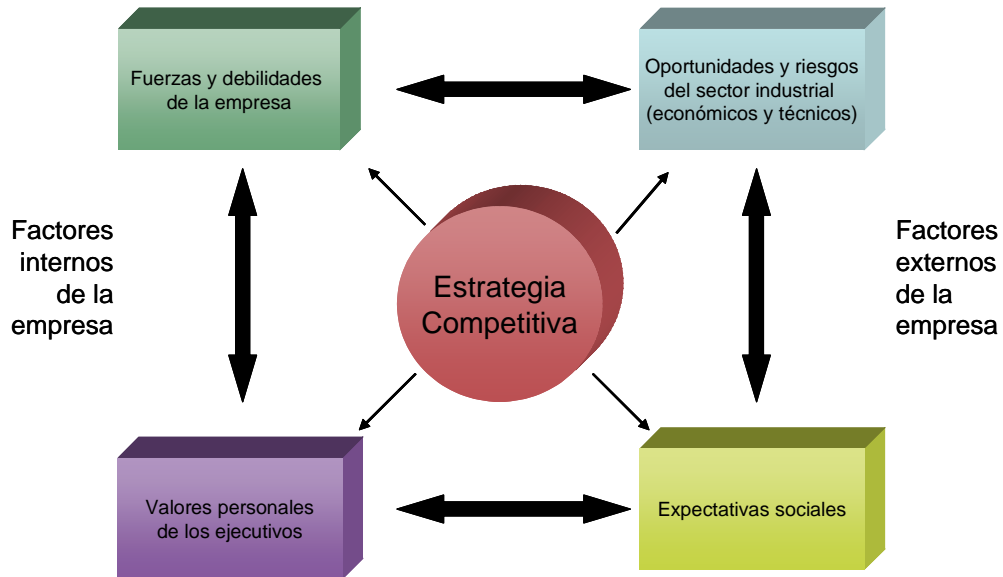 Fuerzas y debilidades
de la empresa
Oportunidades y riesgos
del sector industrial
(económicos y técnicos)
Factores
internos
de la
empresa
Estrategia
Competitiva
Factores
externos
de la
empresa
Valores personales
de los ejecutivos
Expectativas sociales